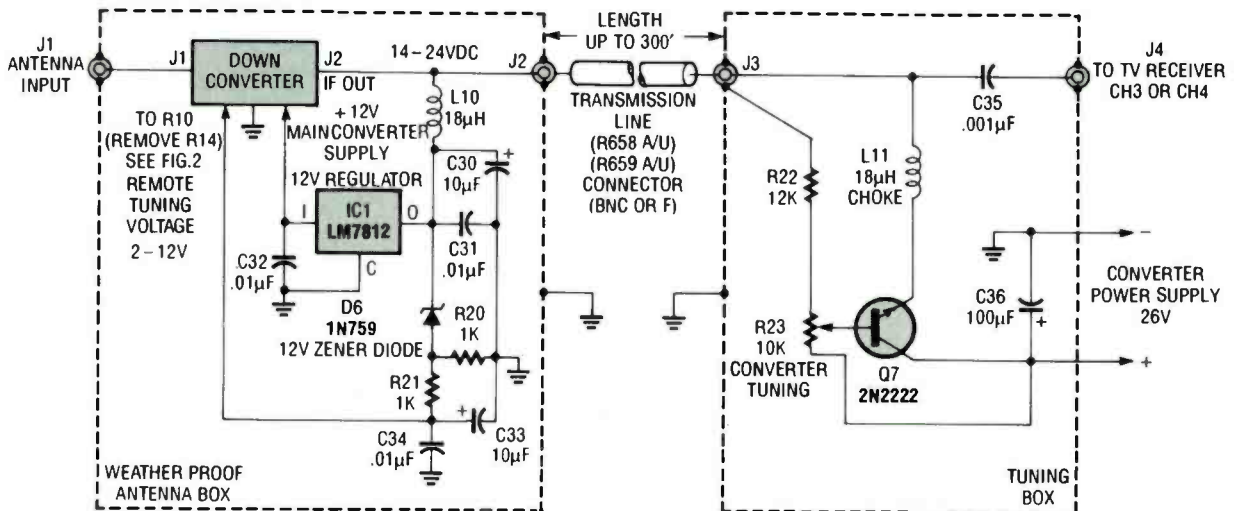 J1
ANTENNA
INPUT
J1
DOWN
CONVERTER
J2
IF OUT
14–24VDC
J2
LENGTH
UP TO 300′
J3
J4
TO TV RECEIVER
CH3 OR CH4
TO R10
(REMOVE R14)
SEE FIG.2
REMOTE
TUNING
VOLTAGE
2–12V
+12V
MAIN CONVERTER
SUPPLY
12V REGULATOR
L10
18µH
C30
10µF
+
TRANSMISSION
LINE
(R658 A/U)
(R659 A/U)
CONNECTOR
(BNC OR F)
C35
.001µF
R22
12K
L11
18µH
CHOKE
I
IC1
LM7812
O
C
C32
.01µF
C31
.01µF
D6
1N759
12V ZENER DIODE
R20
1K
R21
1K
C34
.01µF
+
C33
10µF
R23
10K
CONVERTER
TUNING
Q7
2N2222
C36
100µF
+
–
CONVERTER
POWER SUPPLY
26V
+
WEATHER PROOF
ANTENNA BOX
TUNING
BOX